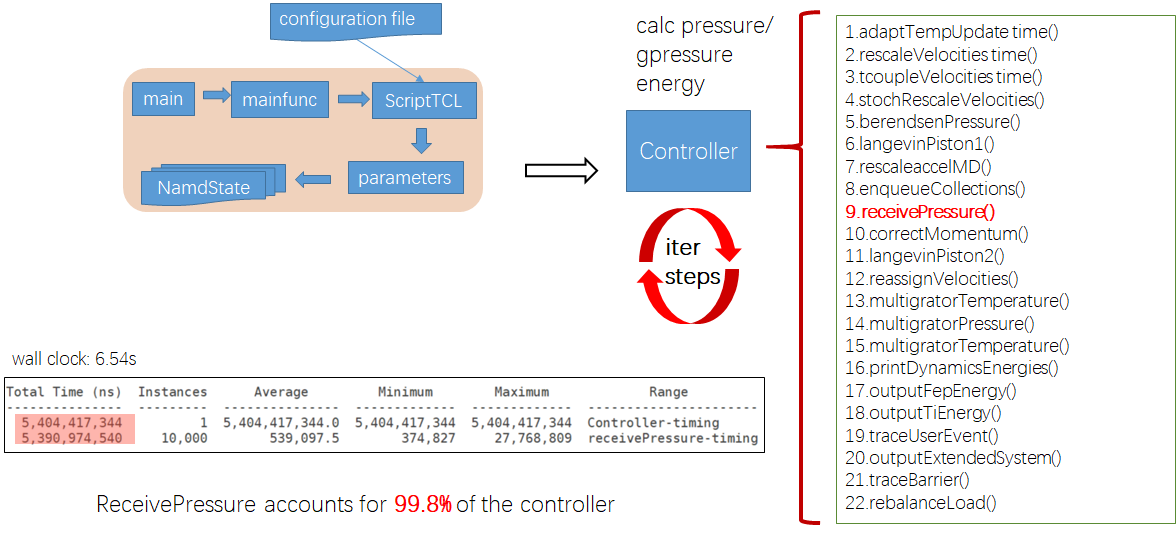 configuration file
main
mainfunc
ScriptTCL
parameters
NamdState
calc pressure/
gpressure
energy
Controller
iter
steps
1.adaptTempUpdate time()
2.rescaleVelocities time()
3.tcoupleVelocities time()
4.stochRescaleVelocities()
5.berendsenPressure()
6.langevinPiston1()
7.rescaleaccelMD()
8.enqueueCollections()
9.receivePressure()
10.correctMomentum()
11.langevinPiston2()
12.reassignVelocities()
13.multigratorTemperature()
14.multigratorPressure()
15.multigratorTemperature()
16.printDynamicsEnergies()
17.outputFepEnergy()
18.outputTiEnergy()
19.traceUserEvent()
20.outputExtendedSystem()
21.traceBarrier()
22.rebalanceLoad()
wall clock: 6.54s
Total Time (ns) Instances Average Minimum Maximum Range
5,404,417,344 1 5,404,417,344.0 5,404,417,344 5,404,417,344 Controller-timing
5,390,974,540 10,000 539,097.5 374,827 27,768,809 receivePressure-timing
ReceivePressure accounts for 99.8% of the controller